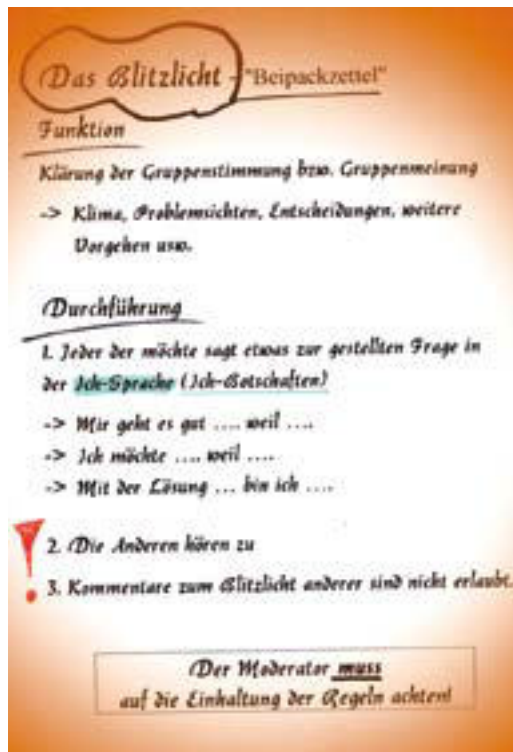 Das Blitzlicht - "Beipackzettel"
Funktion
Klärung der Gruppenstimmung bzw. Gruppenmeinung
-> Klima, Problemsichten, Entscheidungen, weitere
Vorgehen usw.
Durchführung
1. Jeder der möchte sagt etwas zur gestellten Frage in
der Ich-Sprache (Ich-Botschaften)
-> Mir geht es gut .... weil ....
-> Ich möchte .... weil ....
-> Mit der Lösung ... bin ich ....
! 2. Die Anderen hören zu
3. Kommentare zum Blitzlicht anderer sind nicht erlaubt.
Der Moderator muss
auf die Einhaltung der Regeln achten!